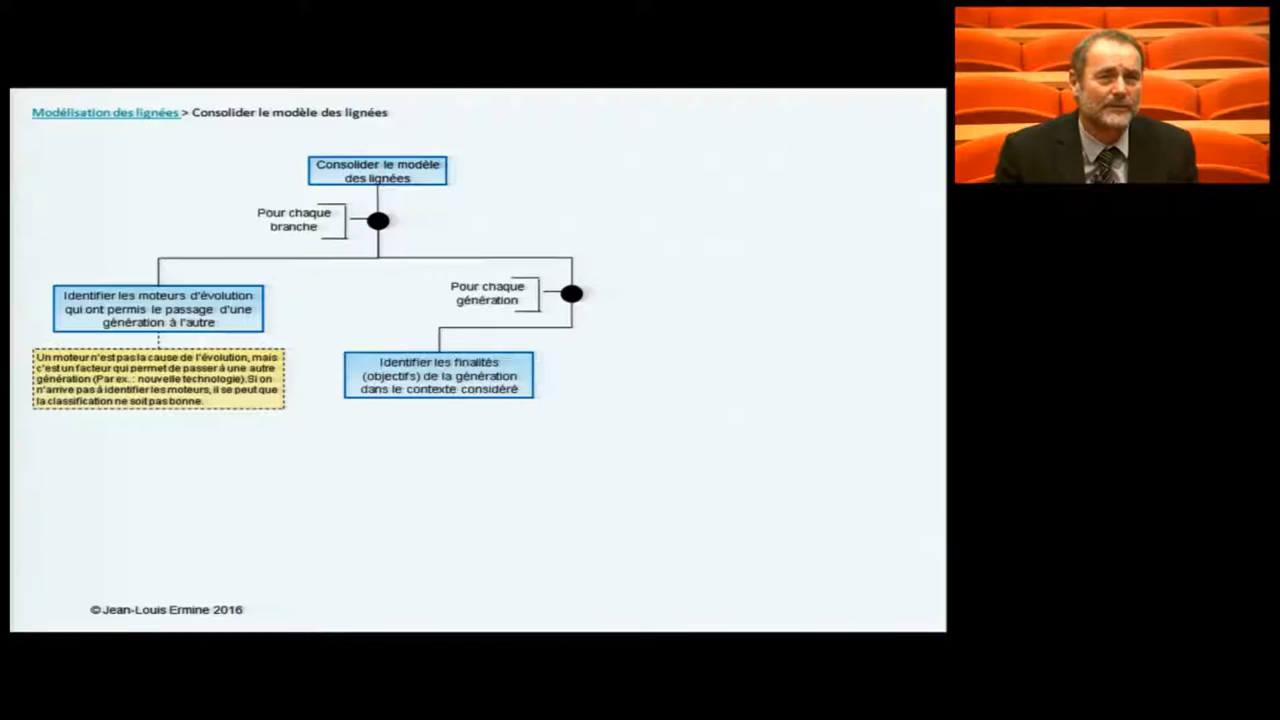 Modélisation des lignées > Consolider le modèle des lignées
Consolider le modèle
des lignées
Pour chaque
branche
Identifier les moteurs d'évolution
qui ont permis le passage d'une
génération à l'autre
Pour chaque
génération
Un moteur n'est pas la cause de l'évolution, mais
c'est un facteur qui permet de passer à une autre
génération (Par ex. : nouvelle technologie).Si on
n'arrive pas à identifier les moteurs, il se peut que
la classification ne soit pas bonne.
Identifier les finalités
(objectifs) de la génération
dans le contexte considéré
©Jean-Louis Ermine 2016